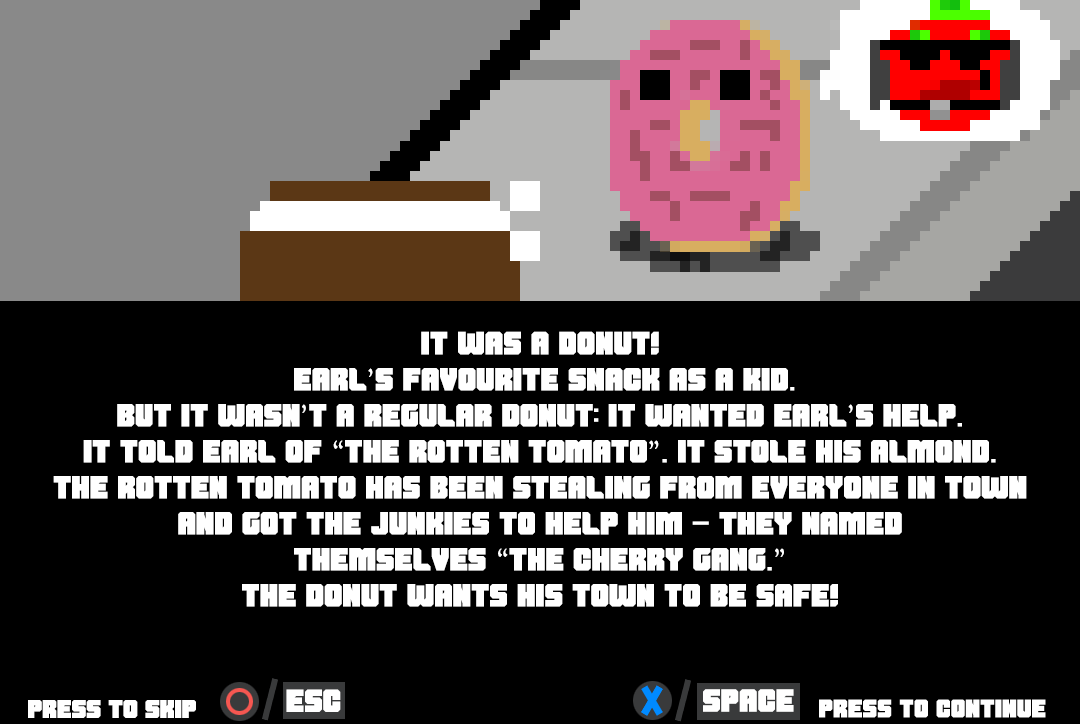 IT WAS A DONUT!
EARL'S FAVOURITE SNACK AS A KID.
BUT IT WASN'T A REGULAR DONUT: IT WANTED EARL'S HELP.
IT TOLD EARL OF “THE ROTTEN TOMATO”. IT STOLE HIS ALMOND.
THE ROTTEN TOMATO HAS BEEN STEALING FROM EVERYONE IN TOWN
AND GOT THE JUNKIES TO HELP HIM – THEY NAMED
THEMSELVES “THE CHERRY GANG.”
THE DONUT WANTS HIS TOWN TO BE SAFE!
PRESS TO SKIP O / ESC
X / SPACE PRESS TO CONTINUE